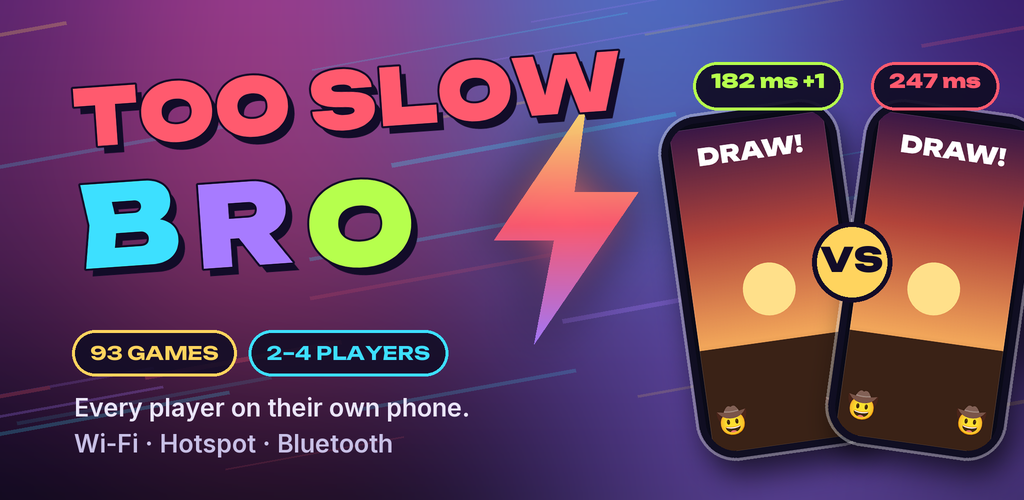 TOO SLOW
BRO
93 GAMES
2–4 PLAYERS
Every player on their own phone.
Wi-Fi · Hotspot · Bluetooth
182 ms +1
247 ms
DRAW!
DRAW!
VS